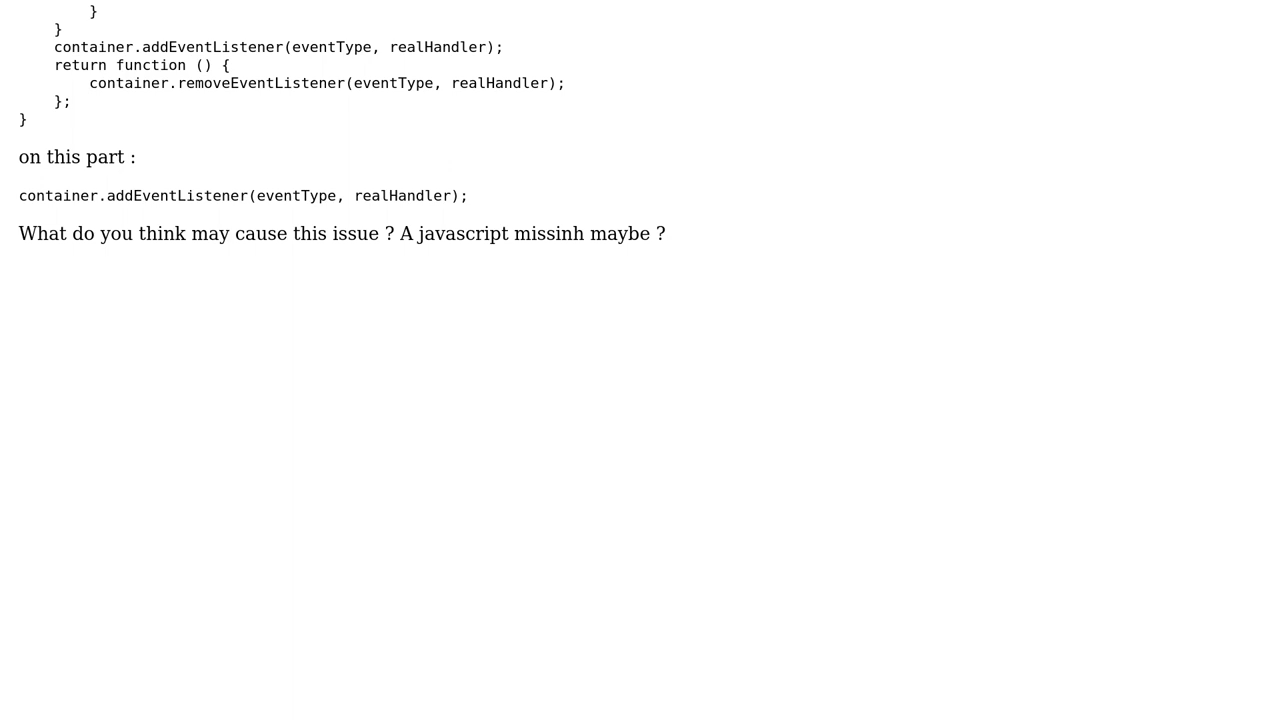 }
    }
    container.addEventListener(eventType, realHandler);
    return function () {
        container.removeEventListener(eventType, realHandler);
    };
}
on this part :
container.addEventListener(eventType, realHandler);
What do you think may cause this issue ? A javascript missinh maybe ?